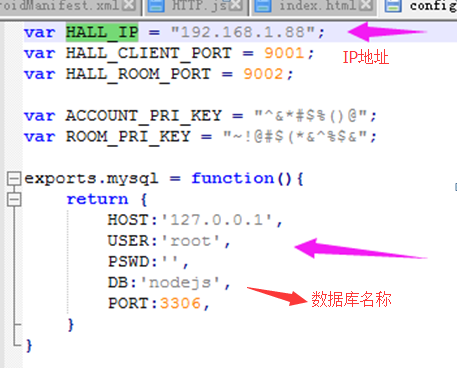 roidManifest.xml HTTP.js index.html config
var HALL_IP = "192.168.1.88";
IP地址
var HALL_CLIENT_PORT = 9001;
var HALL_ROOM_PORT = 9002;
var ACCOUNT_PRI_KEY = "^&*#$%()@";
var ROOM_PRI_KEY = "~!@#$(*&^%$&";
exports.mysql = function(){
return {
HOST:'127.0.0.1',
USER:'root',
PSWD:'',
DB:'nodejs',
数据库名称
PORT:3306,
}
}